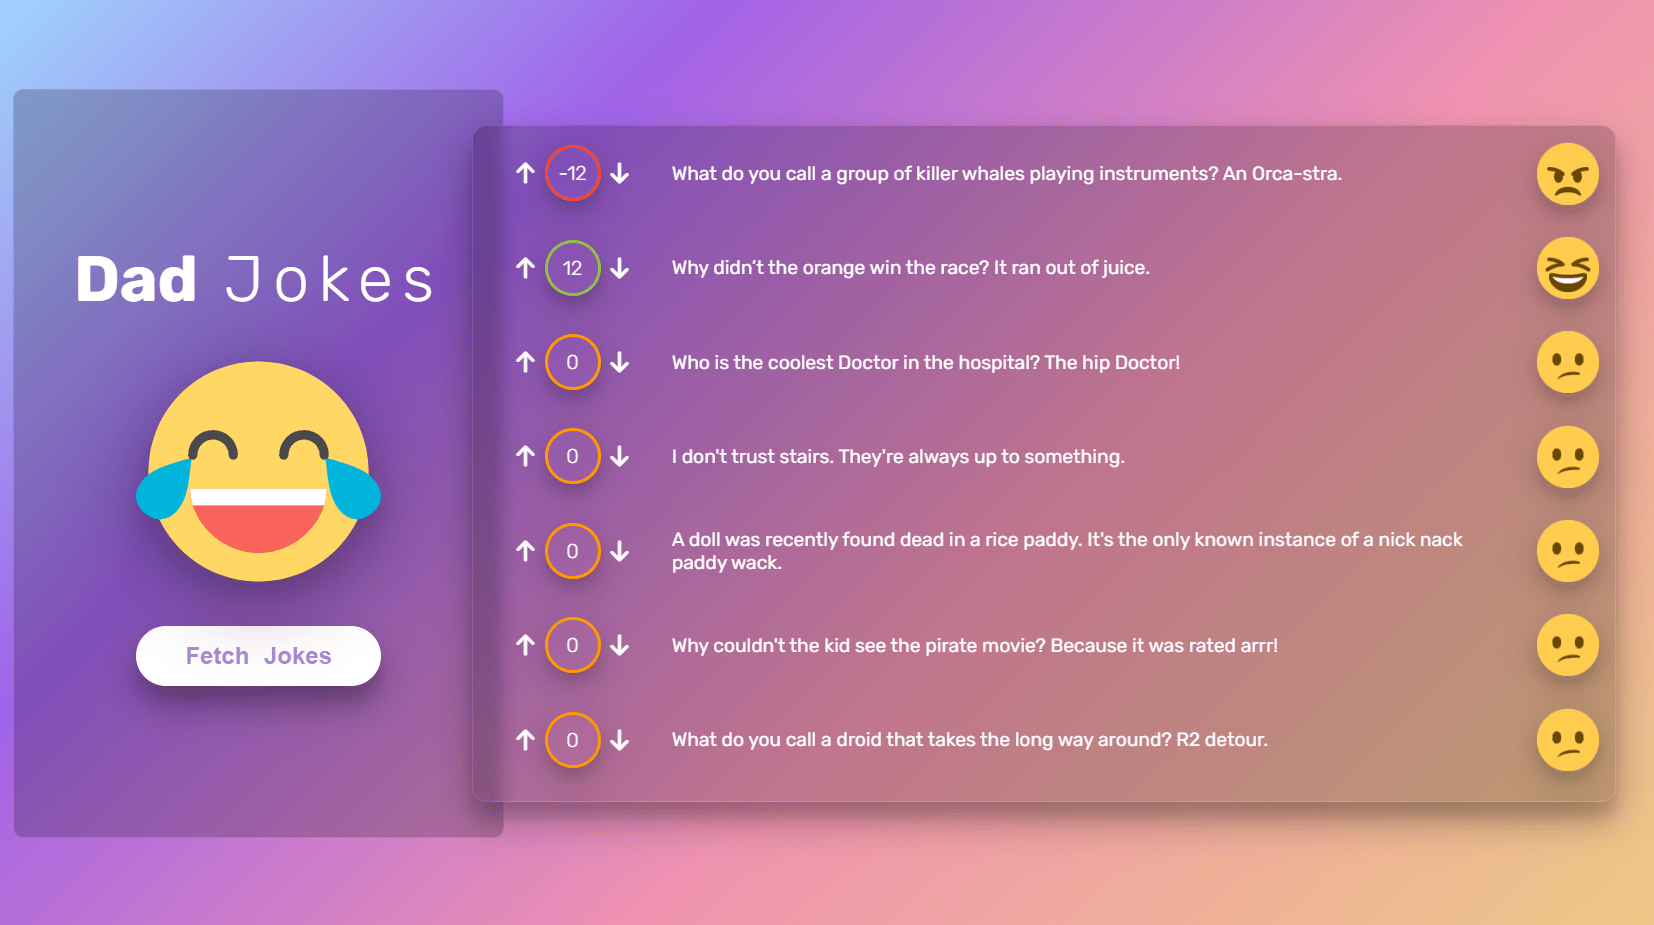 Dad Jokes
Fetch Jokes
-12 What do you call a group of killer whales playing instruments? An Orca-stra.
12 Why didn’t the orange win the race? It ran out of juice.
0 Who is the coolest Doctor in the hospital? The hip Doctor!
0 I don't trust stairs. They're always up to something.
0 A doll was recently found dead in a rice paddy. It's the only known instance of a nick nack
paddy wack.
0 Why couldn't the kid see the pirate movie? Because it was rated arrr!
0 What do you call a droid that takes the long way around? R2 detour.